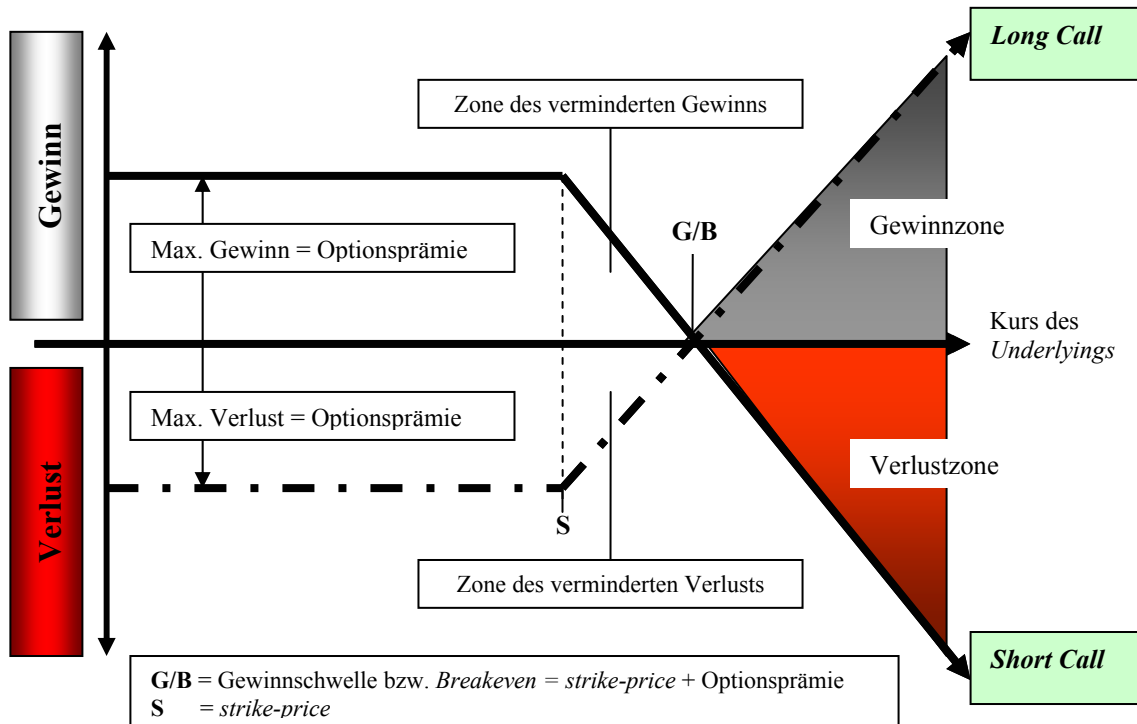 Long Call
Zone des verminderten Gewinns
Gewinn
G/B
Gewinnzone
Max. Gewinn = Optionsprämie
Kurs des
Underlyings
Max. Verlust = Optionsprämie
Verlust
Verlustzone
S
Zone des verminderten Verlusts
Short Call
G/B = Gewinnschwelle bzw. Breakeven = strike-price + Optionsprämie
S = strike-price